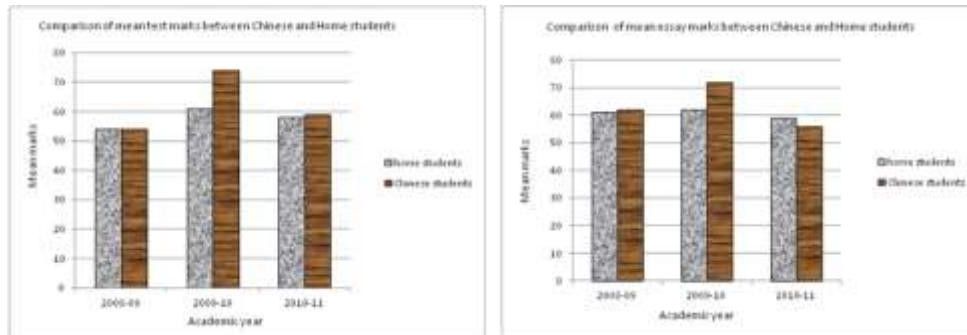 Comparison of mean test marks between Chinese and Home students
80
70
60
50
40
30
20
10
0
Mean marks
2008-09
2009-10
2010-11
Academic year
home students
Chinese students
Comparison of mean essay marks between Chinese and Home students
80
70
60
50
40
30
20
10
0
Mean marks
2008-09
2009-10
2010-11
Academic year
home students
Chinese students